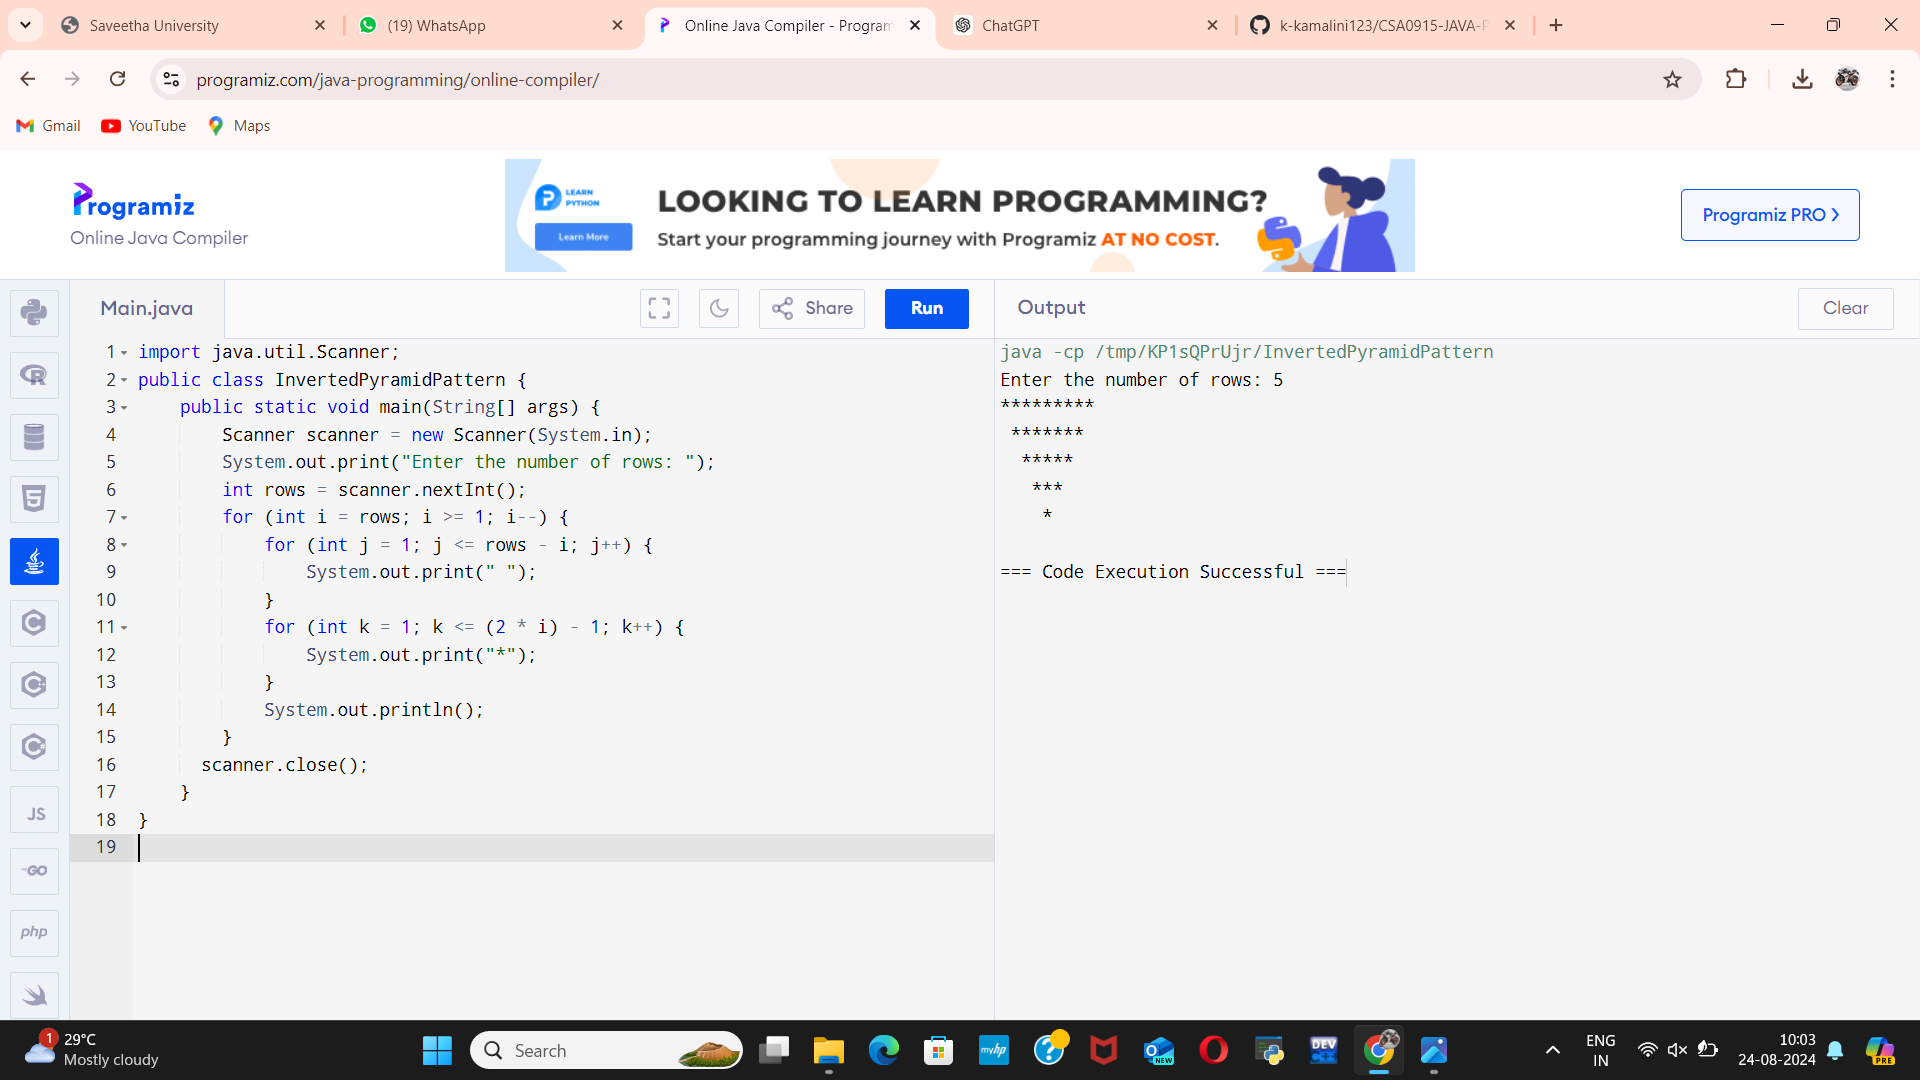 Saveetha University
(19) WhatsApp
Online Java Compiler - Program
ChatGPT
k-kamalini123/CSA0915-JAVA-P
programiz.com/java-programming/online-compiler/
Gmail
YouTube
Maps
Programiz
Online Java Compiler
LEARN
PYTHON
Learn More
LOOKING TO LEARN PROGRAMMING?
Start your programming journey with Programiz AT NO COST.
Programiz PRO
Main.java
Share
Run
Output
Clear
1 import java.util.Scanner;
2 public class InvertedPyramidPattern {
3     public static void main(String[] args) {
4         Scanner scanner = new Scanner(System.in);
5         System.out.print("Enter the number of rows: ");
6         int rows = scanner.nextInt();
7         for (int i = rows; i >= 1; i--) {
8             for (int j = 1; j <= rows - i; j++) {
9                 System.out.print(" ");
10             }
11             for (int k = 1; k <= (2 * i) - 1; k++) {
12                 System.out.print("*");
13             }
14             System.out.println();
15         }
16       scanner.close();
17     }
18 }
19
java -cp /tmp/KP1sQPrUjr/InvertedPyramidPattern
Enter the number of rows: 5
*********
 *******
  *****
   ***
    *
=== Code Execution Successful ===
R
5
C
C
C
JS
GO
php
1
29°C
Mostly cloudy
Search
myhp
?
NEW
DEV
ENG
IN
10:03
24-08-2024
PRE